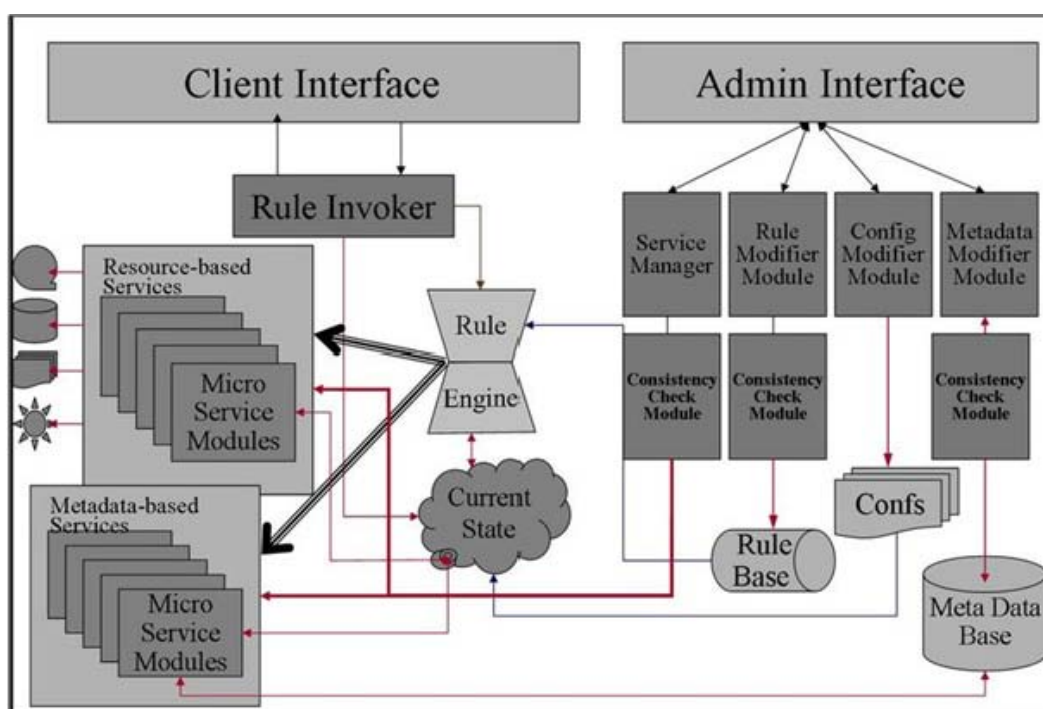 Client Interface
Admin Interface
Rule Invoker
Service
Manager
Rule
Modifier
Module
Config
Modifier
Module
Metadata
Modifier
Module
Resource-based
Services
Micro
Service
Modules
Rule
Engine
Consistency
Check
Module
Consistency
Check
Module
Consistency
Check
Module
Current
State
Confs
Rule
Base
Metadata-based
Services
Micro
Service
Modules
Meta Data
Base